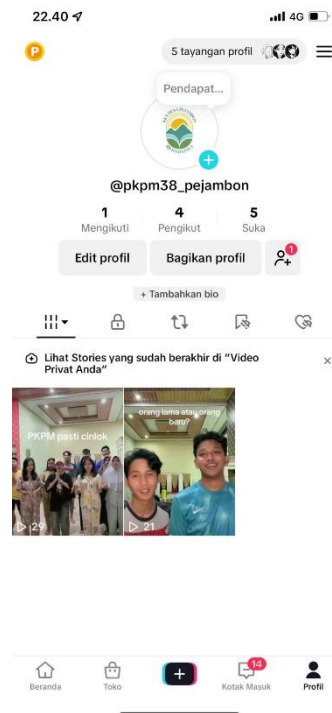 22.40
4G
P
5 tayangan profil
Pendapat...
@pkpm38_pejambon
1
Mengikuti
4
Pengikut
5
Suka
Edit profil
Bagikan profil
1
+ Tambahkan bio
Lihat Stories yang sudah berakhir di “Video
Privat Anda”
PKPM pasti cinlok
29
orang lama atau orang
baru?
21
Beranda
Toko
14
Kotak Masuk
Profil